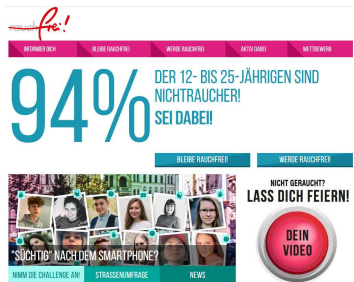 rauchfrei!
INFORMIER DICH
BLEIBE RAUCHFREI
WERDE RAUCHFREI
AKTIV DABEI
WETTBEWERB
94%
DER 12- BIS 25-JÄHRIGEN SIND
NICHTRAUCHER!
SEI DABEI!
BLEIBE RAUCHFREI!
WERDE RAUCHFREI!
"SÜCHTIG" NACH DEM SMARTPHONE?
NIMM DIE CHALLENGE AN!
STRASSENUMFRAGE
NEWS
NICHT GERAUCHT?
LASS DICH FEIERN!
DEIN
VIDEO